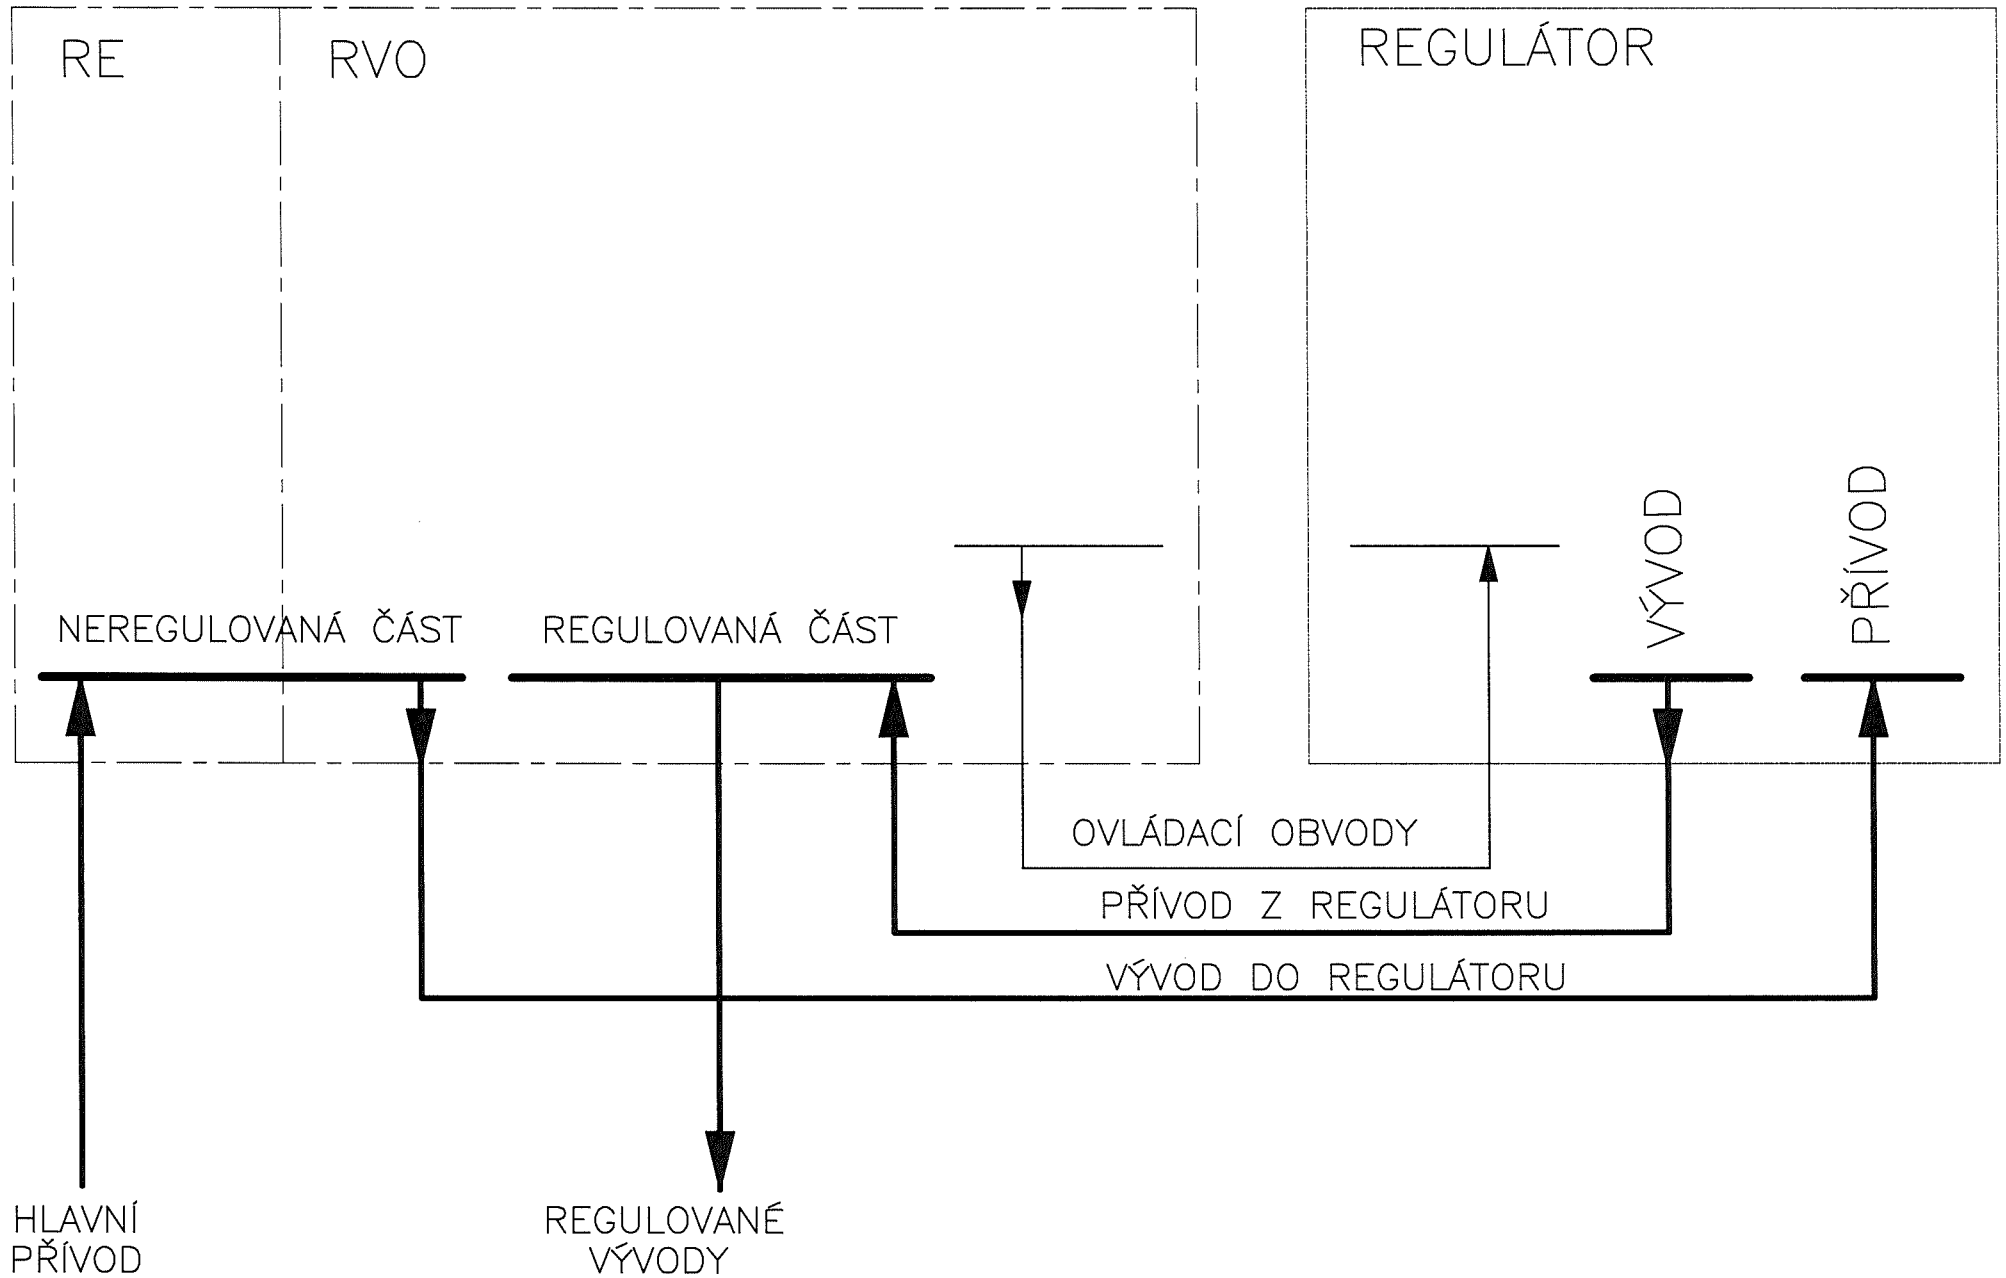 RE
RVO
REGULÁTOR
NEREGULOVANÁ ČÁST
REGULOVANÁ ČÁST
VÝVOD
PŘÍVOD
OVLÁDACÍ OBVODY
PŘÍVOD Z REGULÁTORU
VÝVOD DO REGULÁTORU
HLAVNÍ
PŘÍVOD
REGULOVANÉ
VÝVODY